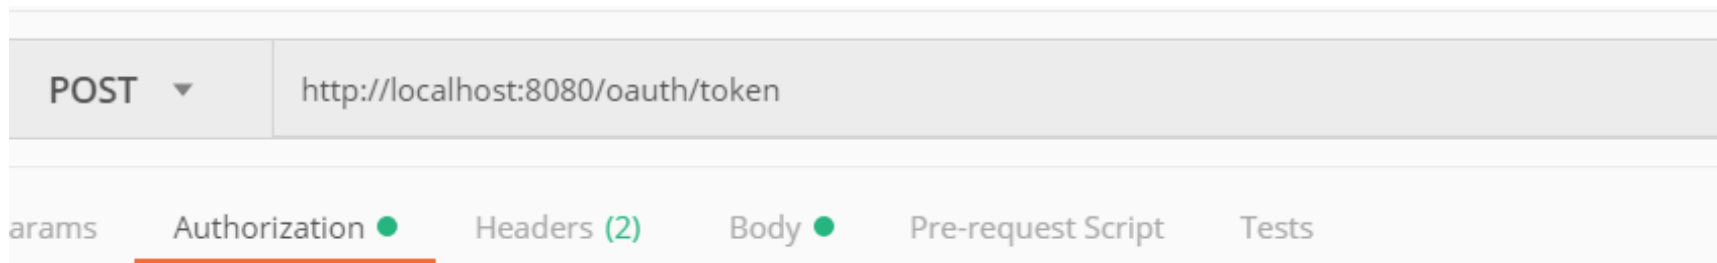 POST http://localhost:8080/oauth/token
arams Authorization Headers (2) Body Pre-request Script Tests